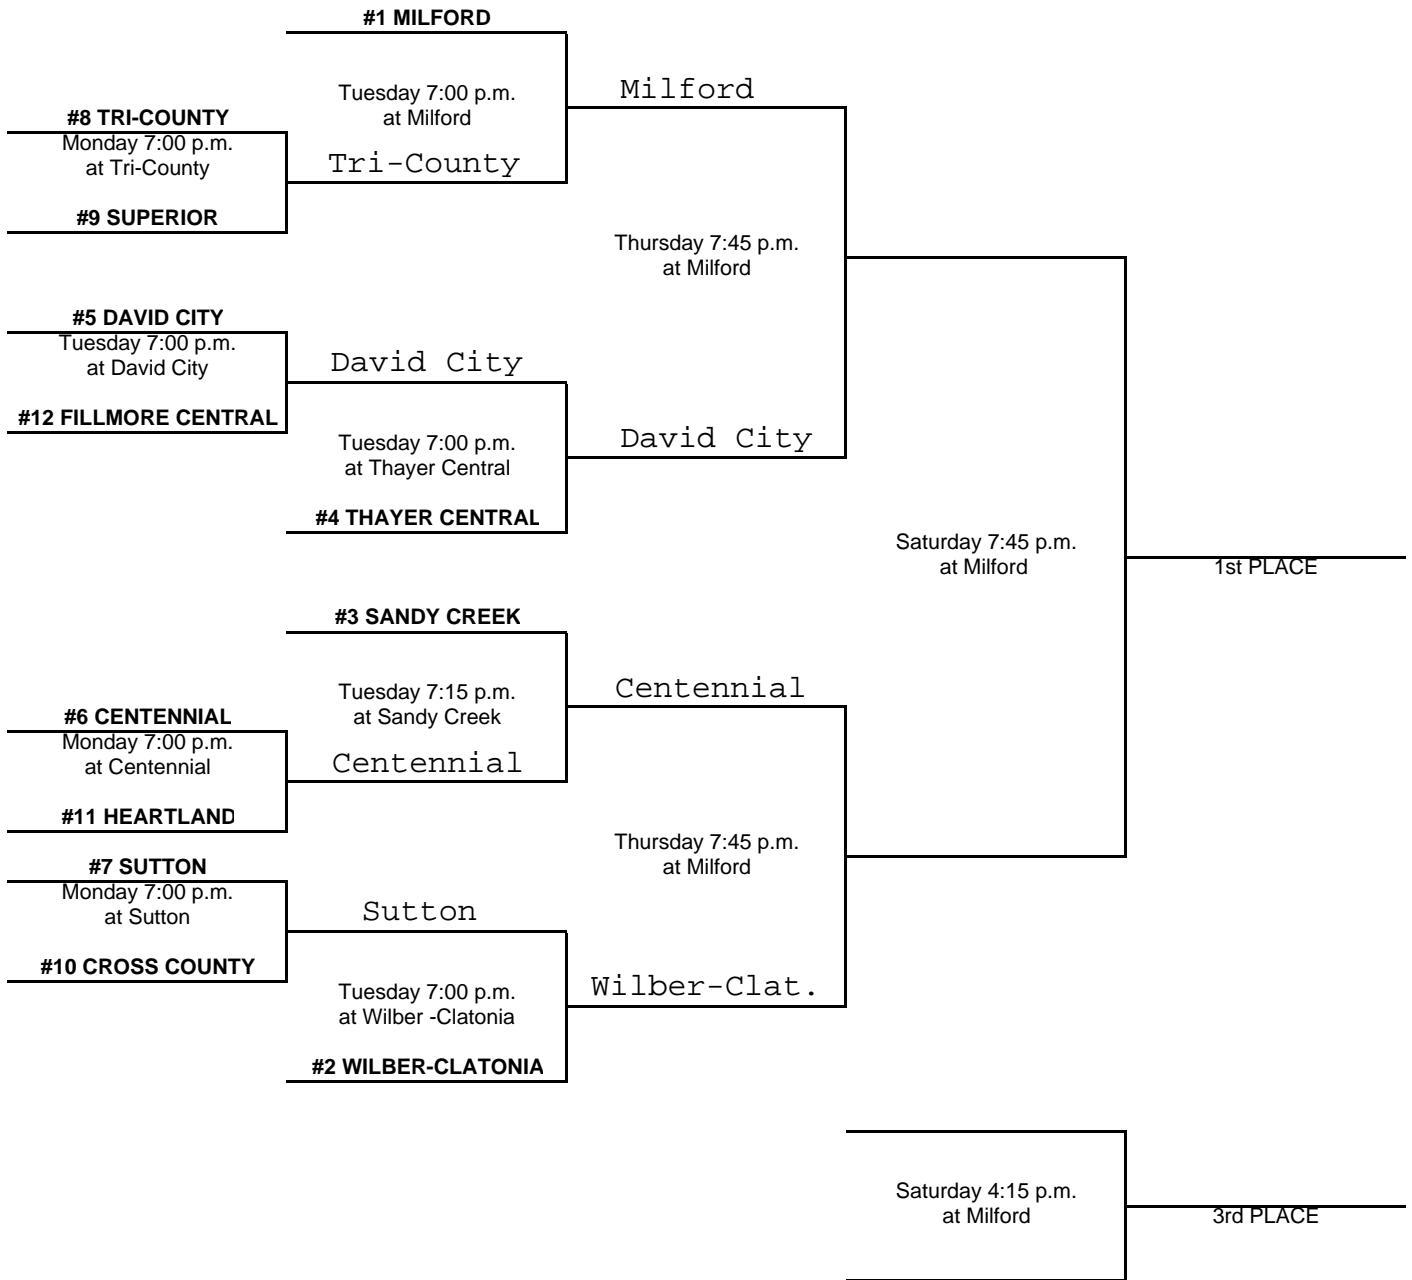 #1 MILFORD
Tuesday 7:00 p.m.
at Milford
Milford
#8 TRI-COUNTY
Monday 7:00 p.m.
at Tri-County
Tri-County
#9 SUPERIOR
Thursday 7:45 p.m.
at Milford
#5 DAVID CITY
Tuesday 7:00 p.m.
at David City
David City
#12 FILLMORE CENTRAL
Tuesday 7:00 p.m.
at Thayer Central
David City
#4 THAYER CENTRAL
Saturday 7:45 p.m.
at Milford
1st PLACE
#3 SANDY CREEK
Tuesday 7:15 p.m.
at Sandy Creek
Centennial
#6 CENTENNIAL
Monday 7:00 p.m.
at Centennial
Centennial
#11 HEARTLAND
Thursday 7:45 p.m.
at Milford
#7 SUTTON
Monday 7:00 p.m.
at Sutton
Sutton
#10 CROSS COUNTY
Tuesday 7:00 p.m.
at Wilber -Clatonia
Wilber-Clat.
#2 WILBER-CLATONIA
Saturday 4:15 p.m.
at Milford
3rd PLACE